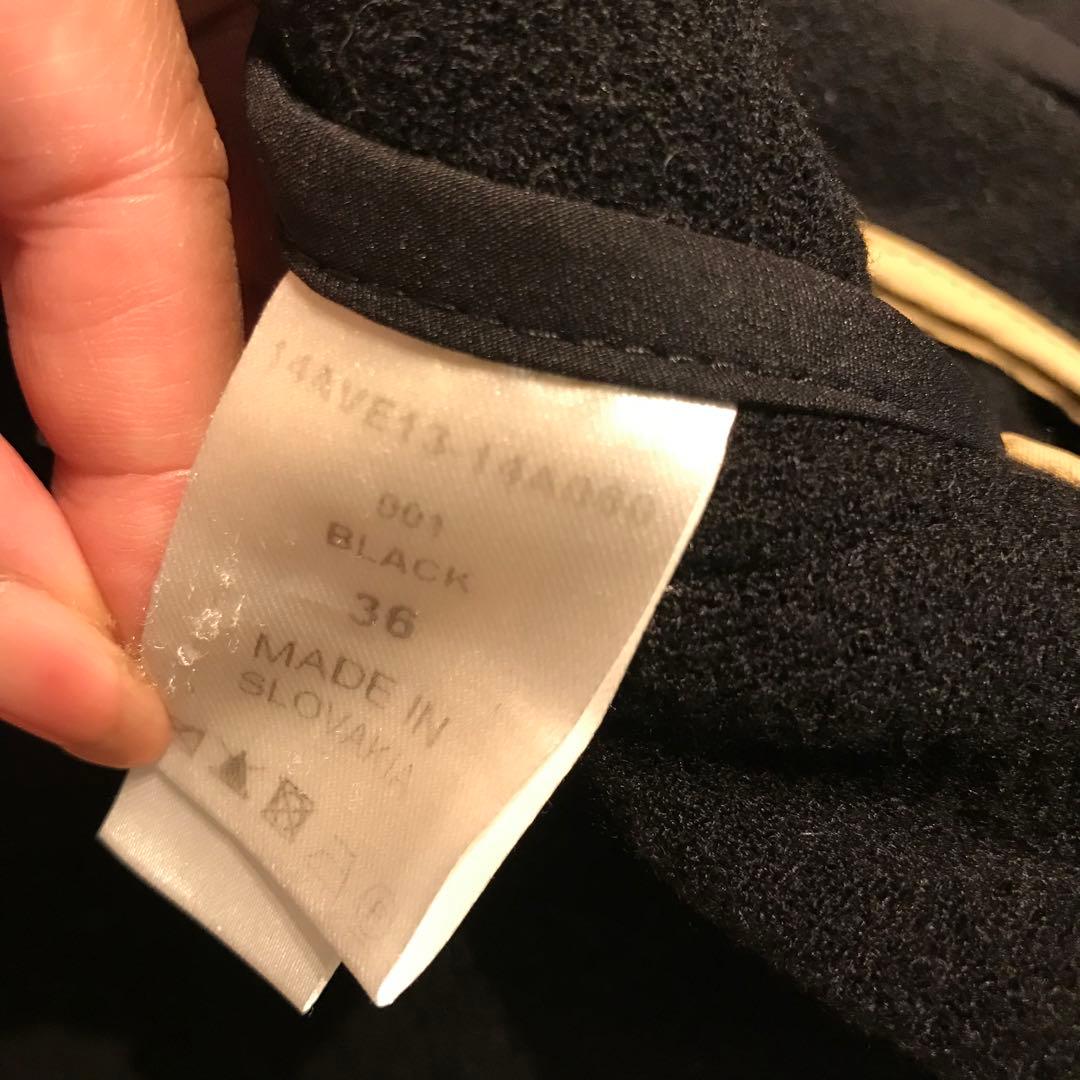 14AVE13-14A060
001
BLACK
36
MADE IN
SLOVAKIA